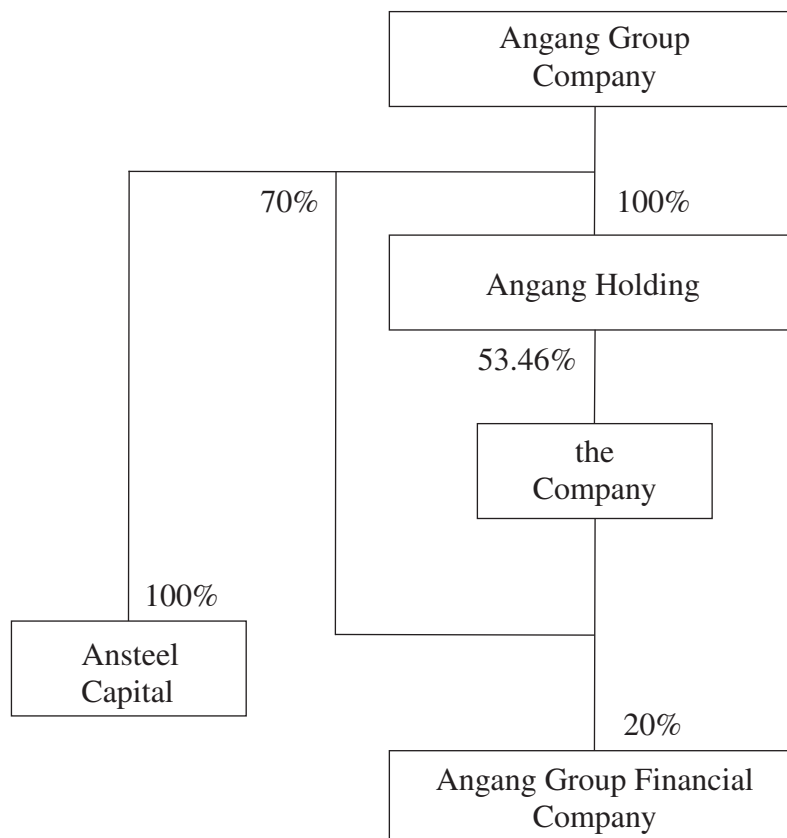 Angang Group
Company
70%
100%
Angang Holding
53.46%
the
Company
100%
Ansteel
Capital
20%
Angang Group Financial
Company